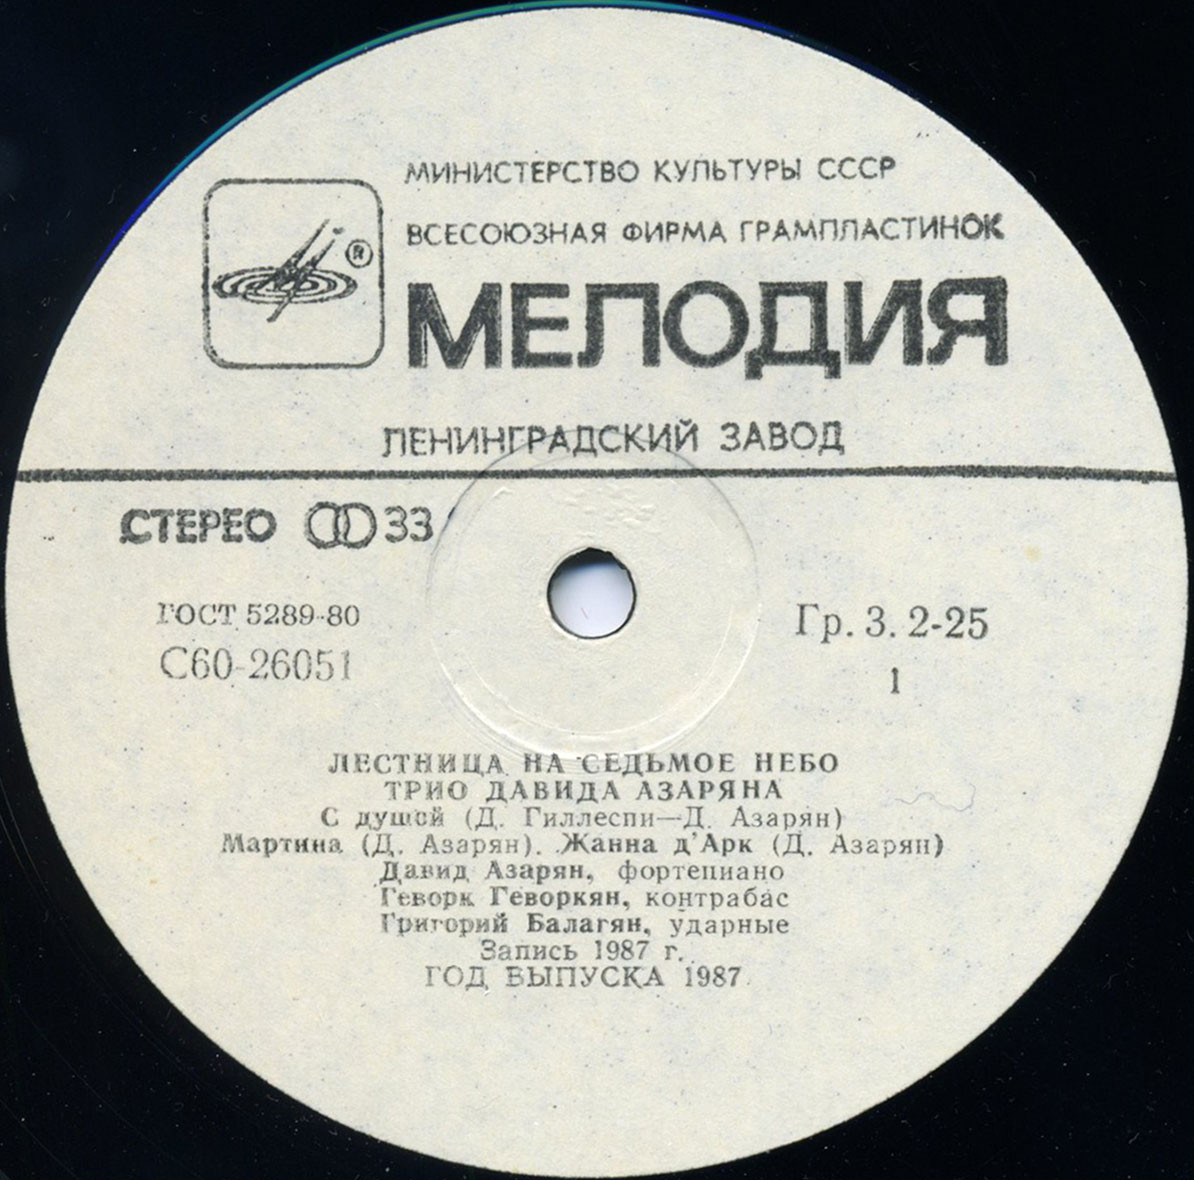 МИНИСТЕРСТВО КУЛЬТУРЫ СССР
ВСЕСОЮЗНАЯ ФИРМА ГРАМПЛАСТИНОК
®
МЕЛОДИЯ
ЛЕНИНГРАДСКИЙ ЗАВОД
СТЕРЕО 33
ГОСТ 5289-80
С60-26051
Гр. 3. 2-25
1
ЛЕСТНИЦА НА СЕДЬМОЕ НЕБО
ТРИО ДАВИДА АЗАРЯНА
С душой (Д. Гиллеспи—Д. Азарян)
Мартина (Д. Азарян). Жанна д'Арк (Д. Азарян)
Давид Азарян, фортепиано
Геворк Геворкян, контрабас
Григорий Балагян, ударные
Запись 1987 г.
ГОД ВЫПУСКА 1987